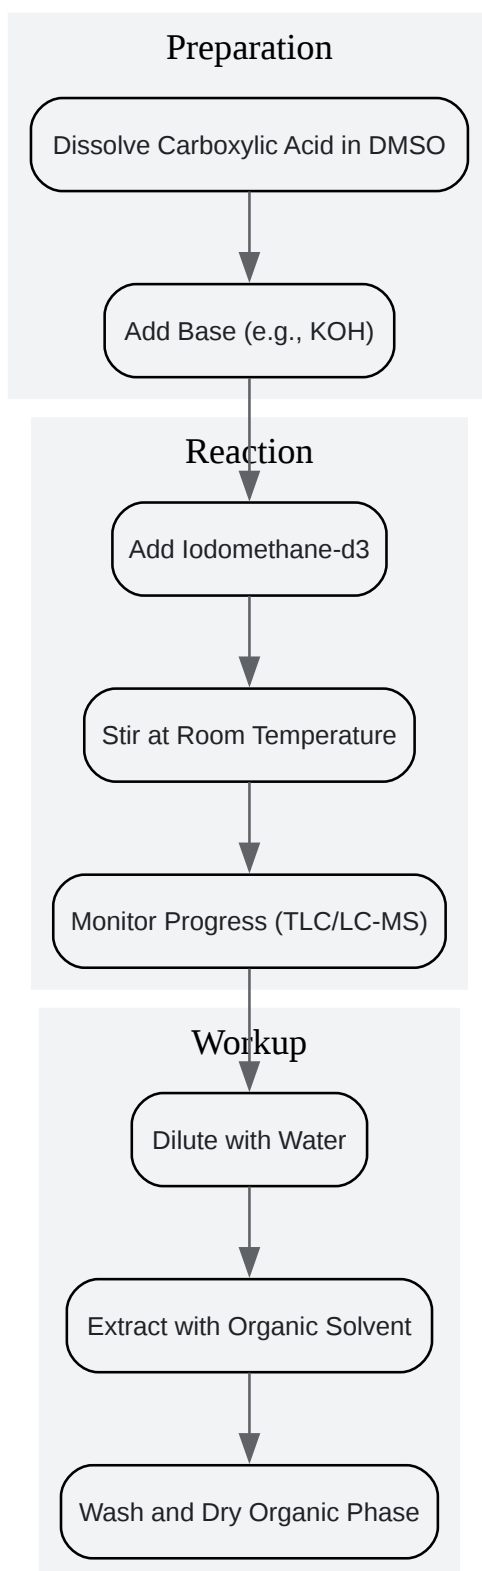 Preparation
Dissolve Carboxylic Acid in DMSO
Add Base (e.g., KOH)
Reaction
Add Iodomethane-d3
Stir at Room Temperature
Monitor Progress (TLC/LC-MS)
Workup
Dilute with Water
Extract with Organic Solvent
Wash and Dry Organic Phase